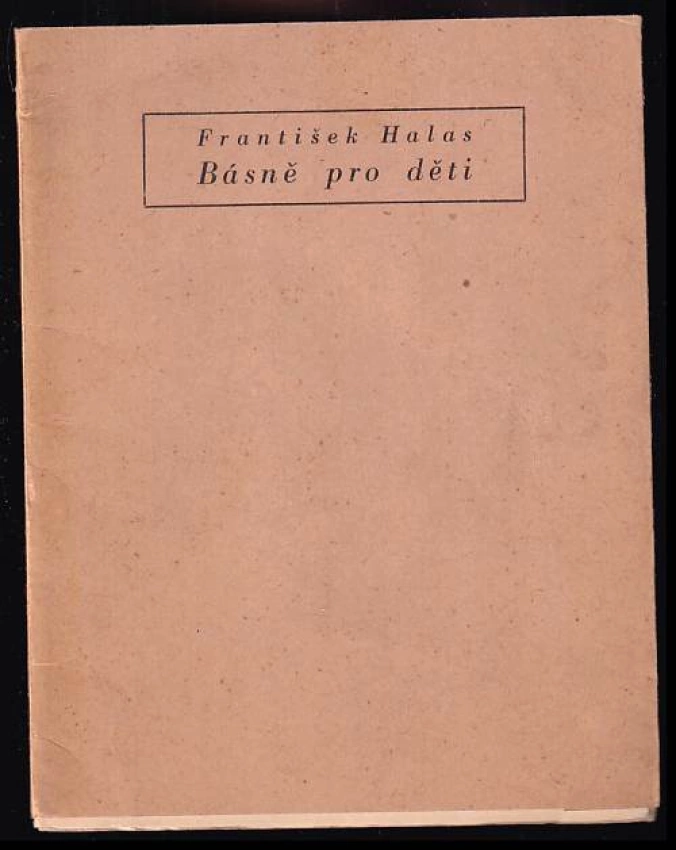 František Halas
Básně pro děti